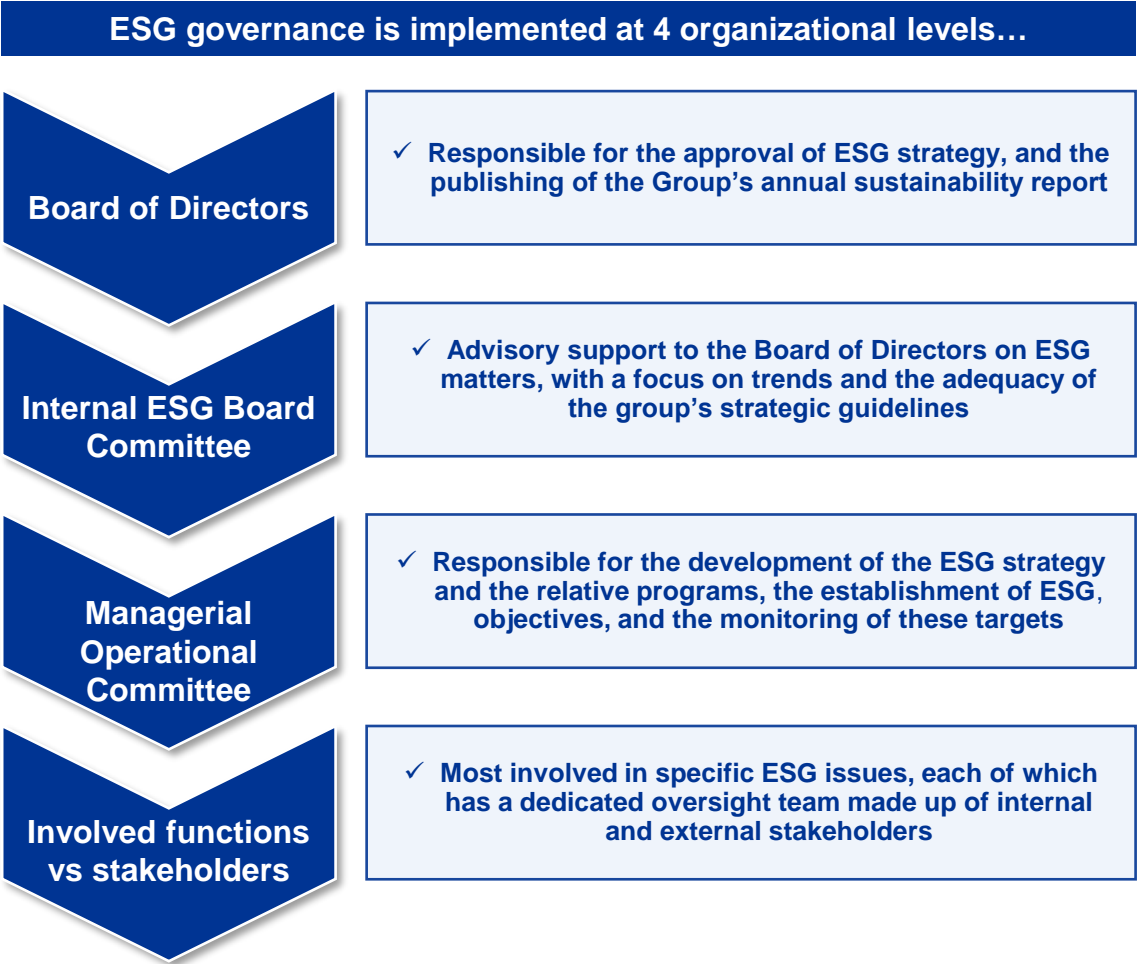 ESG governance is implemented at 4 organizational levels…
Board of Directors
✓ Responsible for the approval of ESG strategy, and the
publishing of the Group's annual sustainability report
Internal ESG Board
Committee
✓ Advisory support to the Board of Directors on ESG
matters, with a focus on trends and the adequacy of
the group's strategic guidelines
Managerial
Operational
Committee
✓ Responsible for the development of the ESG strategy
and the relative programs, the establishment of ESG,
objectives, and the monitoring of these targets
Involved functions
vs stakeholders
✓ Most involved in specific ESG issues, each of which
has a dedicated oversight team made up of internal
and external stakeholders